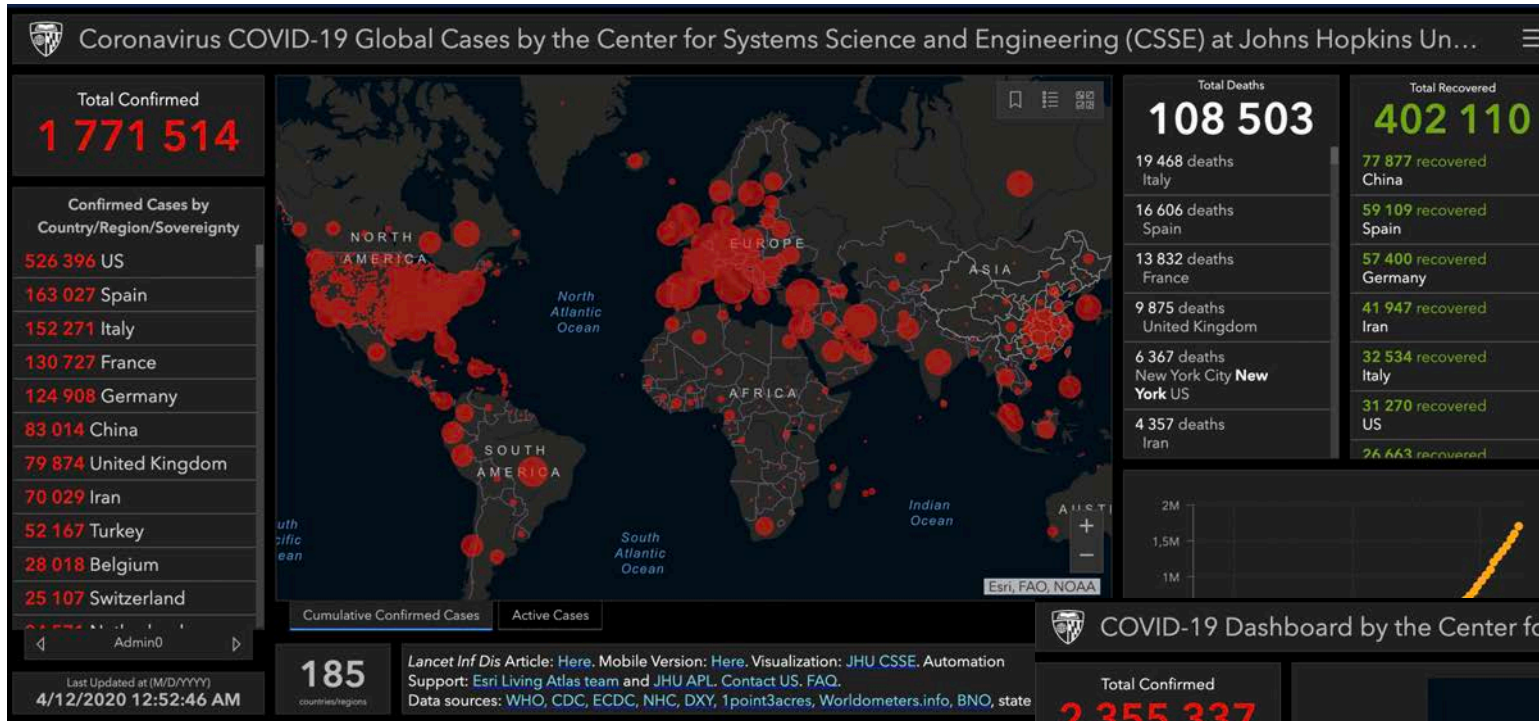 Coronavirus COVID-19 Global Cases by the Center for Systems Science and Engineering (CSSE) at Johns Hopkins Un...
Total Confirmed
1 771 514
Confirmed Cases by
Country/Region/Sovereignty
526 396 US
163 027 Spain
152 271 Italy
130 727 France
124 908 Germany
83 014 China
79 874 United Kingdom
70 029 Iran
52 167 Turkey
28 018 Belgium
25 107 Switzerland
Admin0
Last Updated at (M/D/YYYY)
4/12/2020 12:52:46 AM
NORTH
AMERICA
EUROPE
ASIA
North
Atlantic
Ocean
AFRICA
SOUTH
AMERICA
Indian
Ocean
AUSTI
uth
cific
ean
South
Atlantic
Ocean
+
−
Esri, FAO, NOAA
Cumulative Confirmed Cases
Active Cases
185
countries/regions
Lancet Inf Dis Article: Here. Mobile Version: Here. Visualization: JHU CSSE. Automation
Support: Esri Living Atlas team and JHU APL. Contact US. FAQ.
Data sources: WHO, CDC, ECDC, NHC, DXY, 1point3acres, Worldometers.info, BNO, state
Total Deaths
108 503
19 468 deaths
Italy
16 606 deaths
Spain
13 832 deaths
France
9 875 deaths
United Kingdom
6 367 deaths
New York City New
York US
4 357 deaths
Iran
Total Recovered
402 110
77 877 recovered
China
59 109 recovered
Spain
57 400 recovered
Germany
41 947 recovered
Iran
32 534 recovered
Italy
31 270 recovered
US
26 663 recovered
2M
1,5M
1M
COVID-19 Dashboard by the Center fo
Total Confirmed
2 355 337